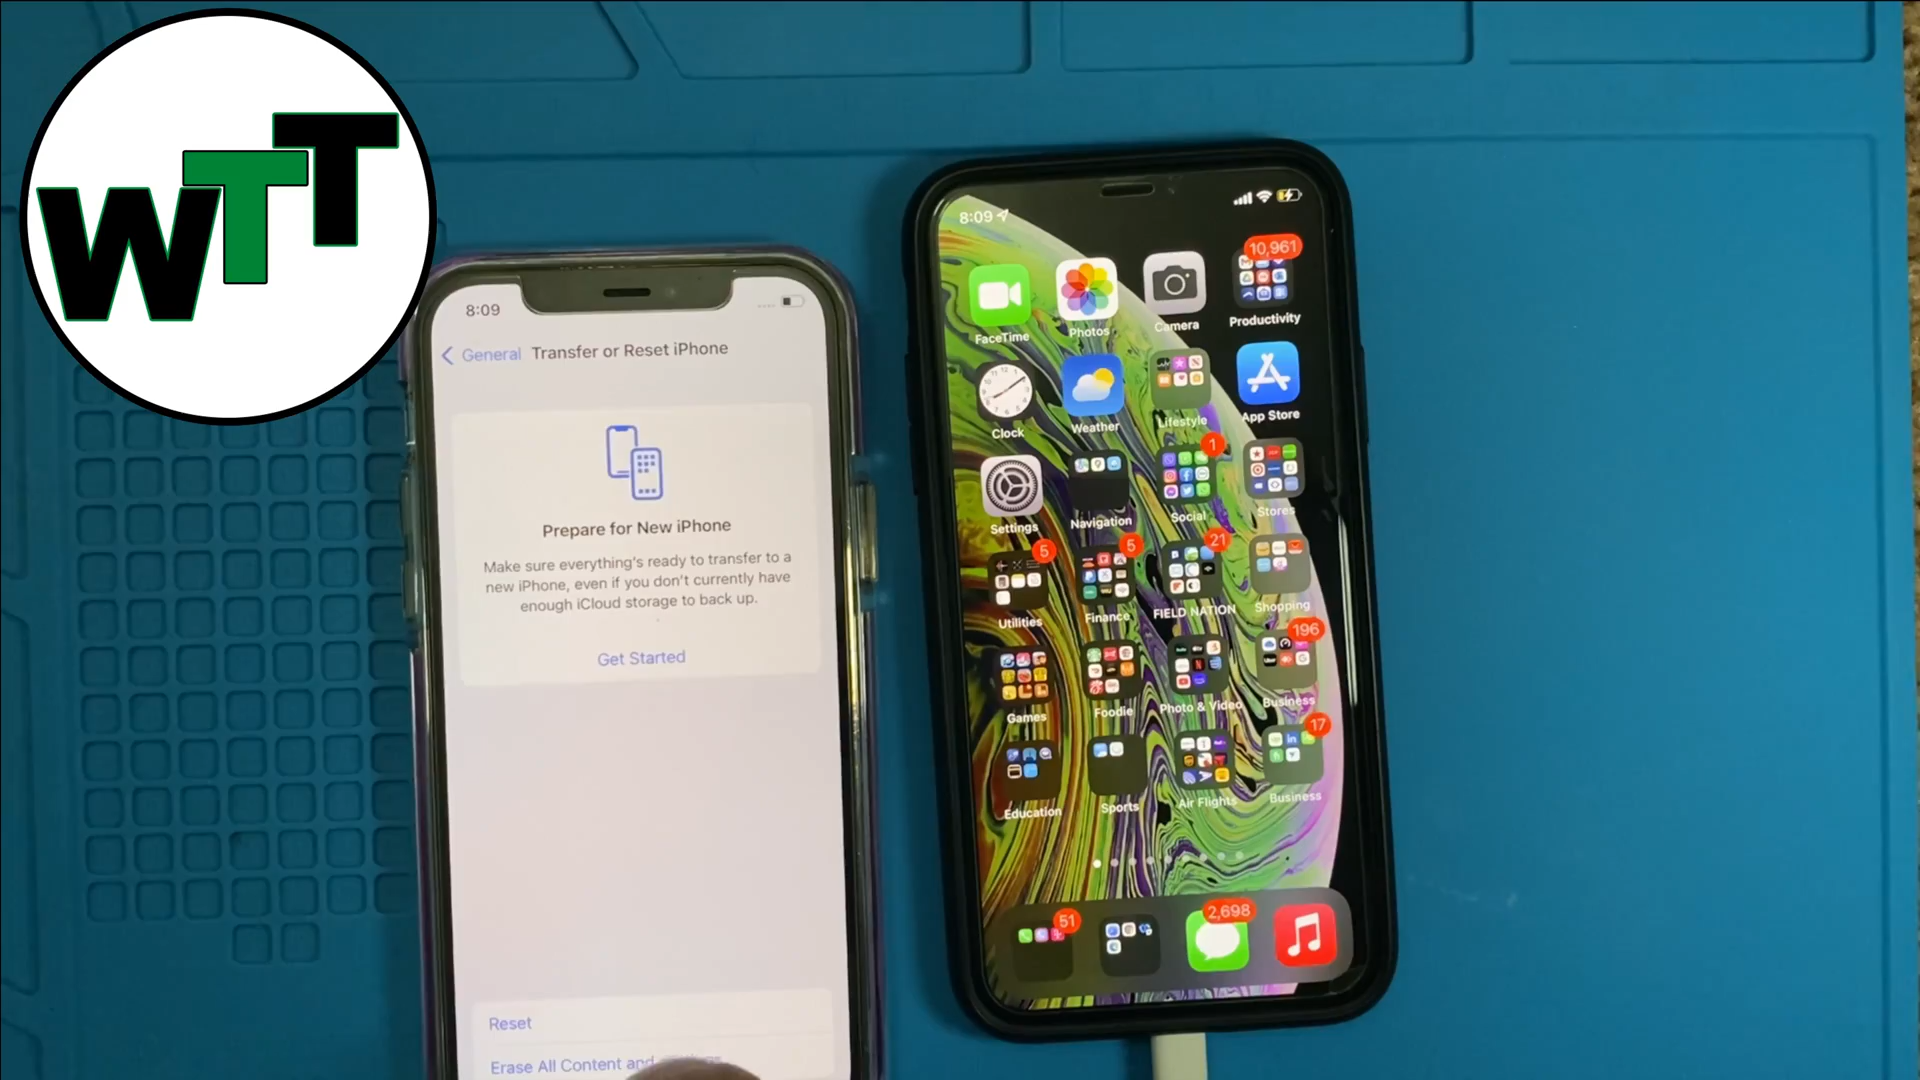 WTT
8:09
General Transfer or Reset iPhone
Prepare for New iPhone
Make sure everything's ready to transfer to a
new iPhone, even if you don't currently have
enough iCloud storage to back up.
Get Started
Reset
Erase All Content and
8:09
10,961
FaceTime Photos Camera Productivity
Clock Weather Lifestyle App Store
1
Settings Navigation Social Stores
5 5 21
Utilities Finance FIELD NATION Shopping
196
Games Foodie Photo & Video Business
17
Education Sports Air Flights Business
51 2,698